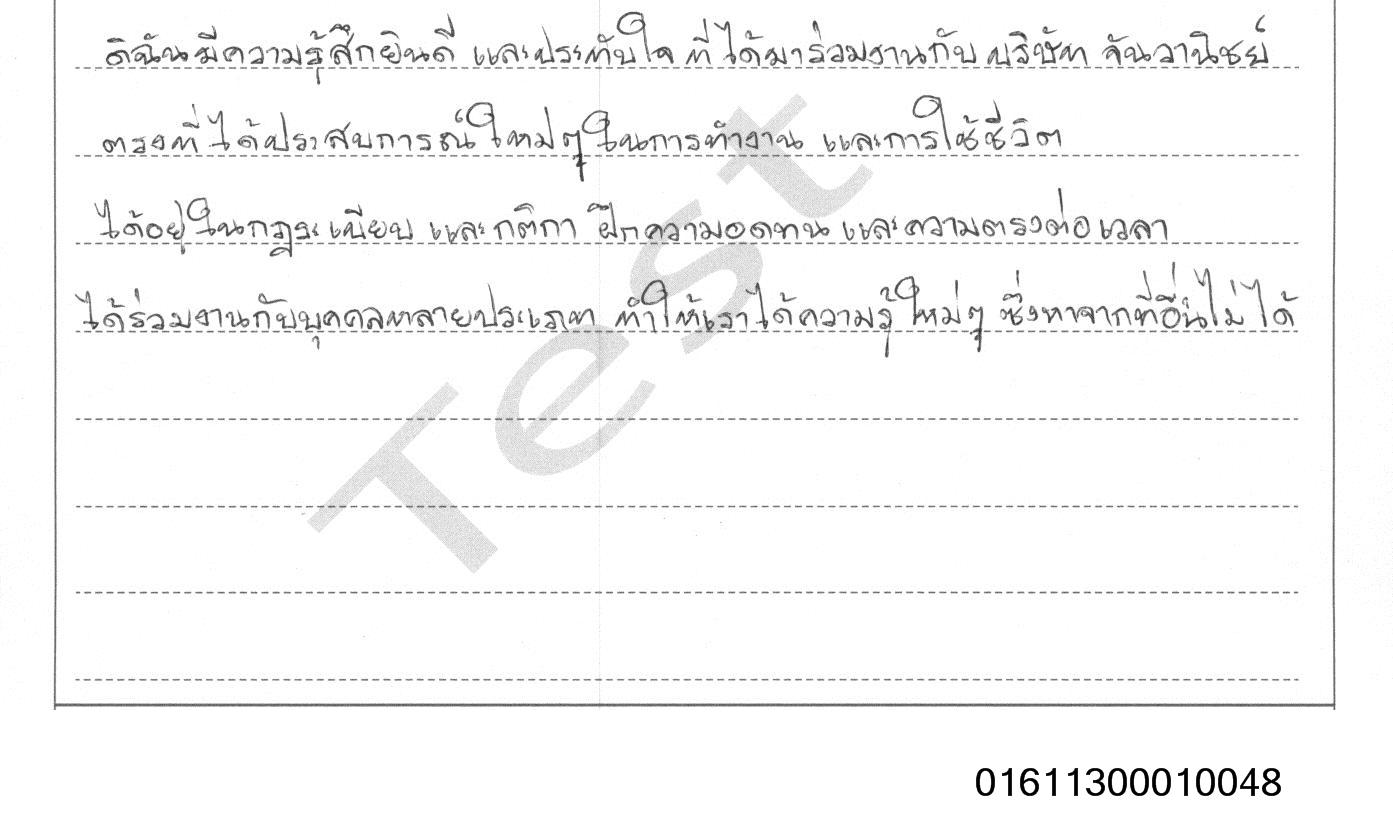 ดิฉันมีความรู้สึกยินดี และประทับใจ ที่ได้มาร่วมงานกับ บริษัท จันวานิชย์
ตรงที่ได้ประสบการณ์ใหม่ๆ ในการทำงาน และการใช้ชีวิต
ได้อยู่ในกฎระเบียบ และกติกา ฝึกความอดทน และความตรงต่อเวลา
ได้ร่วมงานกับบุคคลหลายประเภท ทำให้เราได้ความรู้ใหม่ๆ ซึ่งหาจากที่อื่นไม่ได้
Test
01611300010048